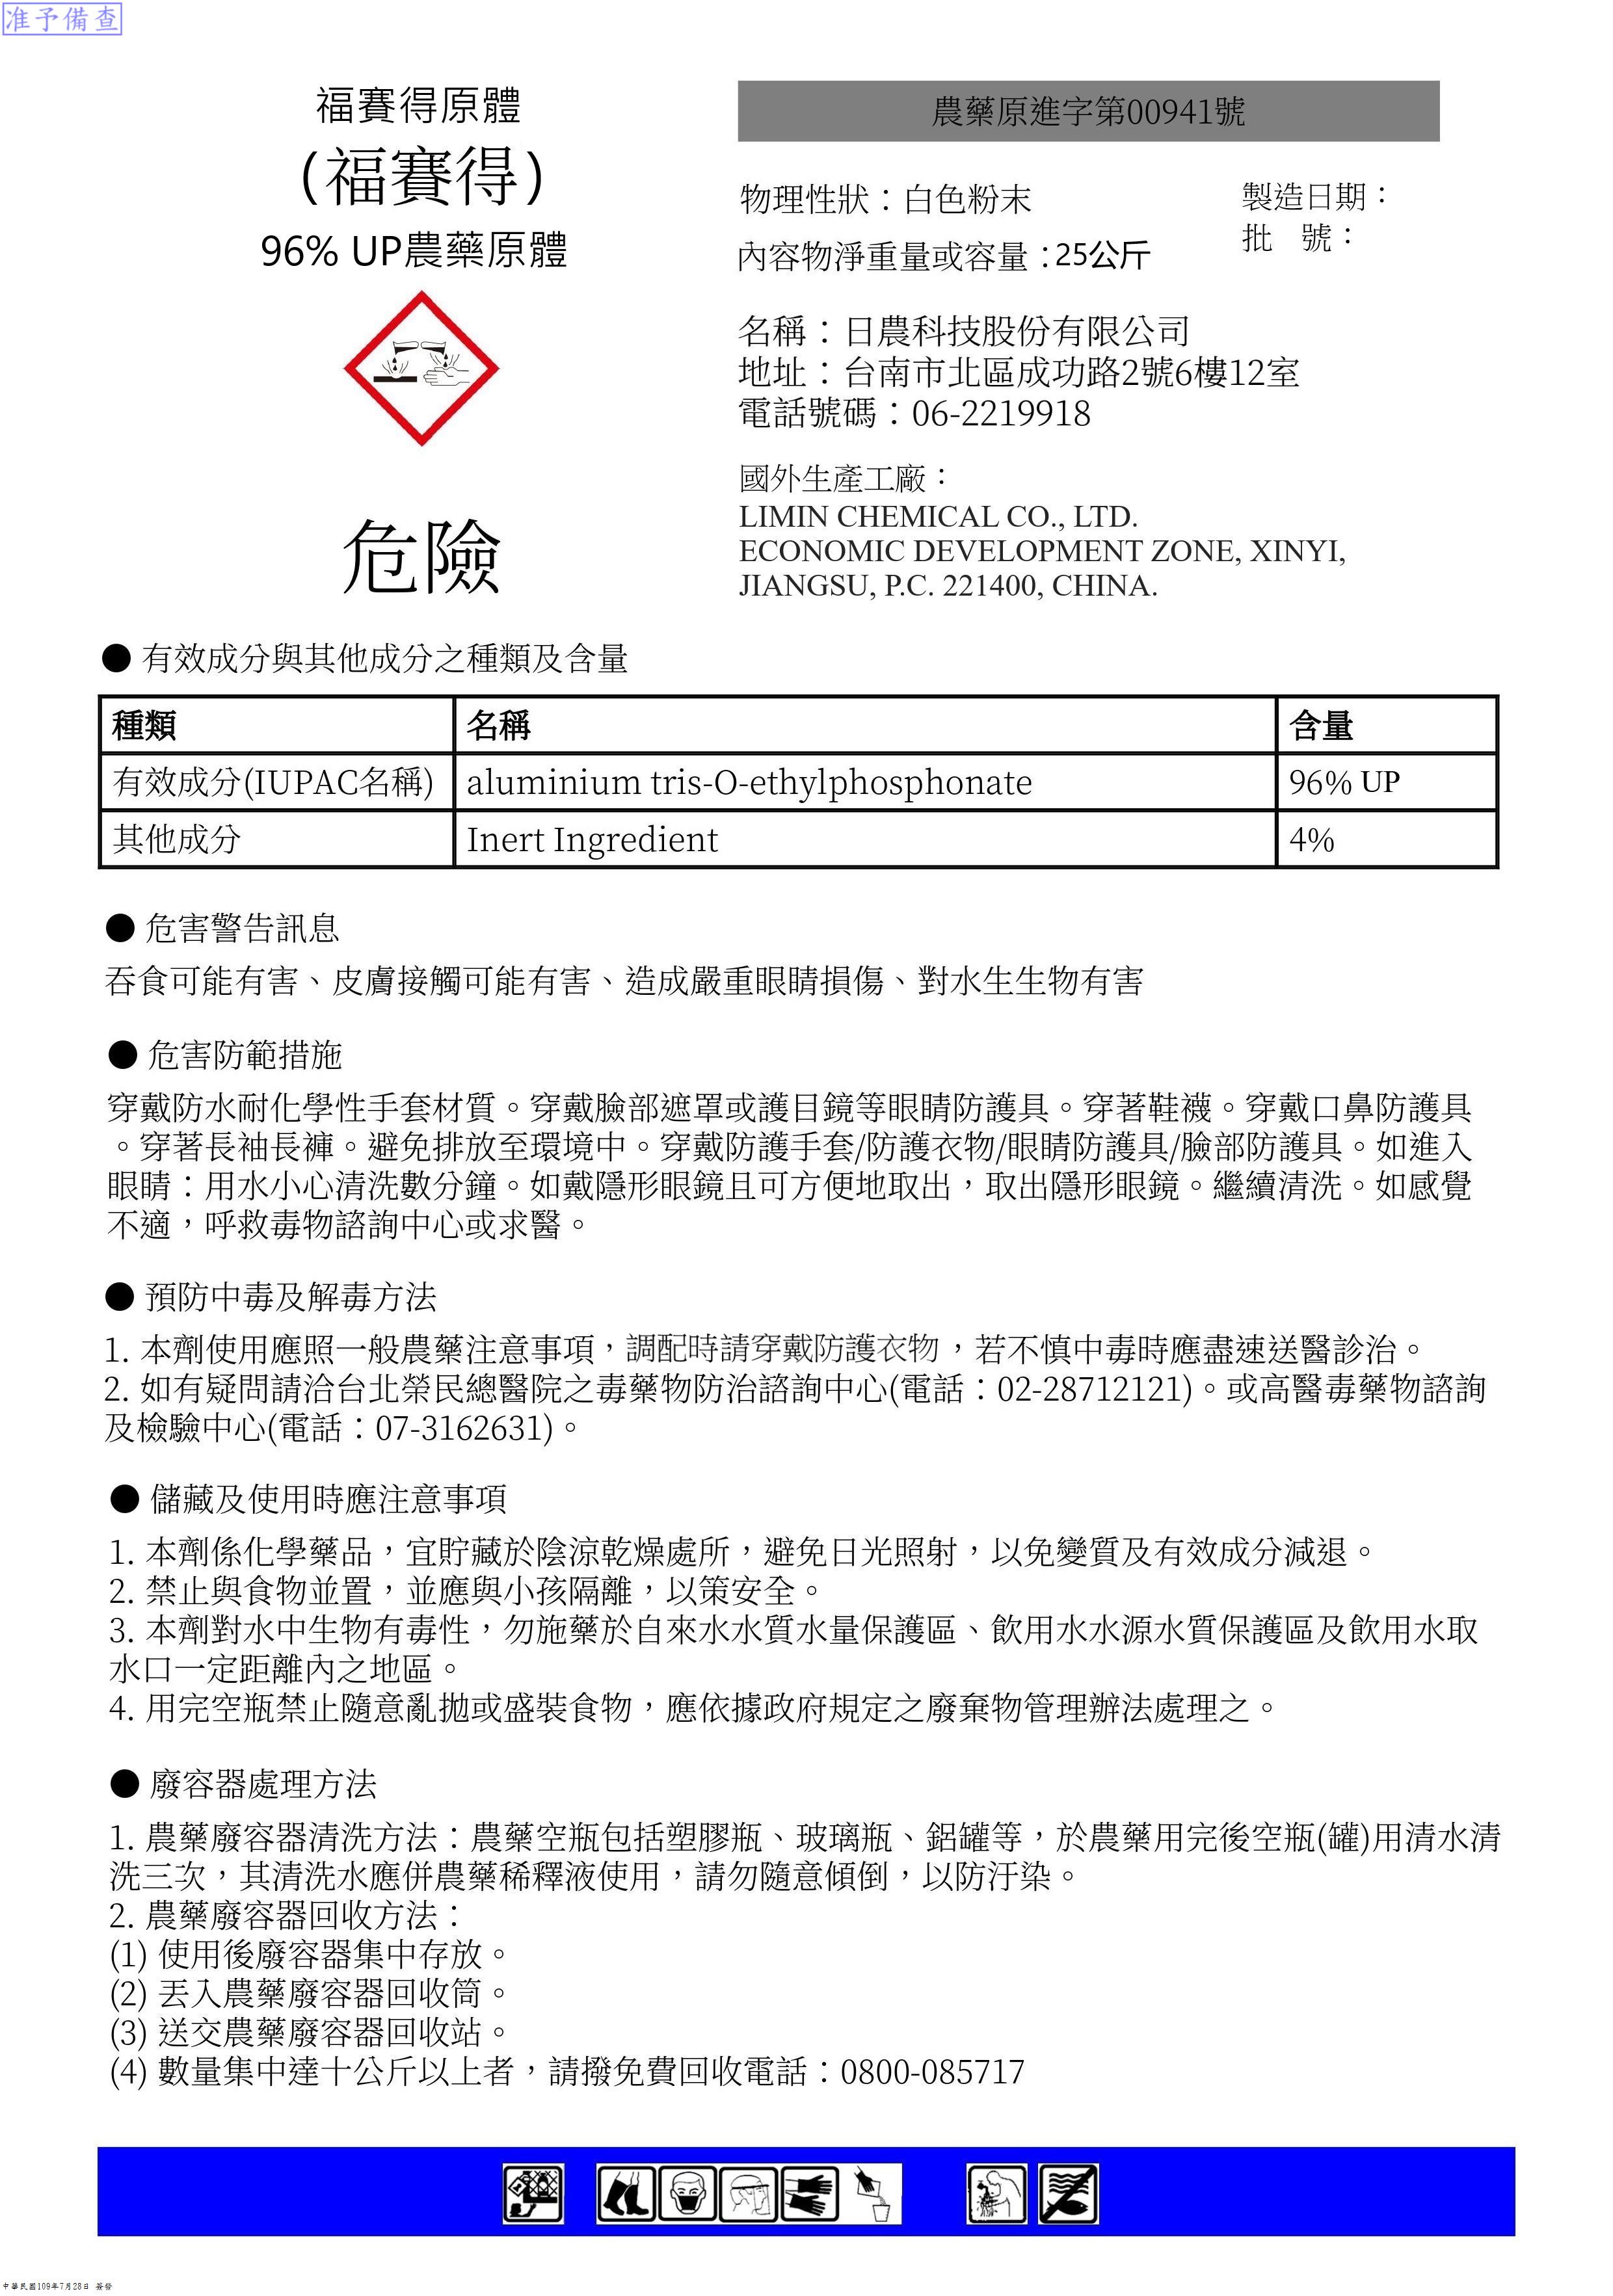 准予備查
福賽得原體
(福賽得)
96% UP農藥原體
危險
農藥原進字第00941號
物理性狀：白色粉末
製造日期：
批 號：
內容物淨重量或容量：25公斤
名稱：日農科技股份有限公司
地址：台南市北區成功路2號6樓12室
電話號碼：06-2219918
國外生產工廠：
LIMIN CHEMICAL CO., LTD.
ECONOMIC DEVELOPMENT ZONE, XINYI,
JIANGSU, P.C. 221400, CHINA.
● 有效成分與其他成分之種類及含量
種類 名稱 含量
有效成分(IUPAC名稱) aluminium tris-O-ethylphosphonate 96% UP
其他成分 Inert Ingredient 4%
● 危害警告訊息
吞食可能有害、皮膚接觸可能有害、造成嚴重眼睛損傷、對水生生物有害
● 危害防範措施
穿戴防水耐化學性手套材質。穿戴臉部遮罩或護目鏡等眼睛防護具。穿著鞋襪。穿戴口鼻防護具
。穿著長袖長褲。避免排放至環境中。穿戴防護手套/防護衣物/眼睛防護具/臉部防護具。如進入
眼睛：用水小心清洗數分鐘。如戴隱形眼鏡且可方便地取出，取出隱形眼鏡。繼續清洗。如感覺
不適，呼救毒物諮詢中心或求醫。
● 預防中毒及解毒方法
1. 本劑使用應照一般農藥注意事項，調配時請穿戴防護衣物，若不慎中毒時應盡速送醫診治。
2. 如有疑問請洽台北榮民總醫院之毒藥物防治諮詢中心(電話：02-28712121)。或高醫毒藥物諮詢
及檢驗中心(電話：07-3162631)。
● 儲藏及使用時應注意事項
1. 本劑係化學藥品，宜貯藏於陰涼乾燥處所，避免日光照射，以免變質及有效成分減退。
2. 禁止與食物並置，並應與小孩隔離，以策安全。
3. 本劑對水中生物有毒性，勿施藥於自來水水質水量保護區、飲用水水源水質保護區及飲用水取
水口一定距離內之地區。
4. 用完空瓶禁止隨意亂拋或盛裝食物，應依據政府規定之廢棄物管理辦法處理之。
● 廢容器處理方法
1. 農藥廢容器清洗方法：農藥空瓶包括塑膠瓶、玻璃瓶、鋁罐等，於農藥用完後空瓶(罐)用清水清
洗三次，其清洗水應併農藥稀釋液使用，請勿隨意傾倒，以防汙染。
2. 農藥廢容器回收方法：
(1) 使用後廢容器集中存放。
(2) 丟入農藥廢容器回收筒。
(3) 送交農藥廢容器回收站。
(4) 數量集中達十公斤以上者，請撥免費回收電話：0800-085717
中華民國109年7月28日 簽發